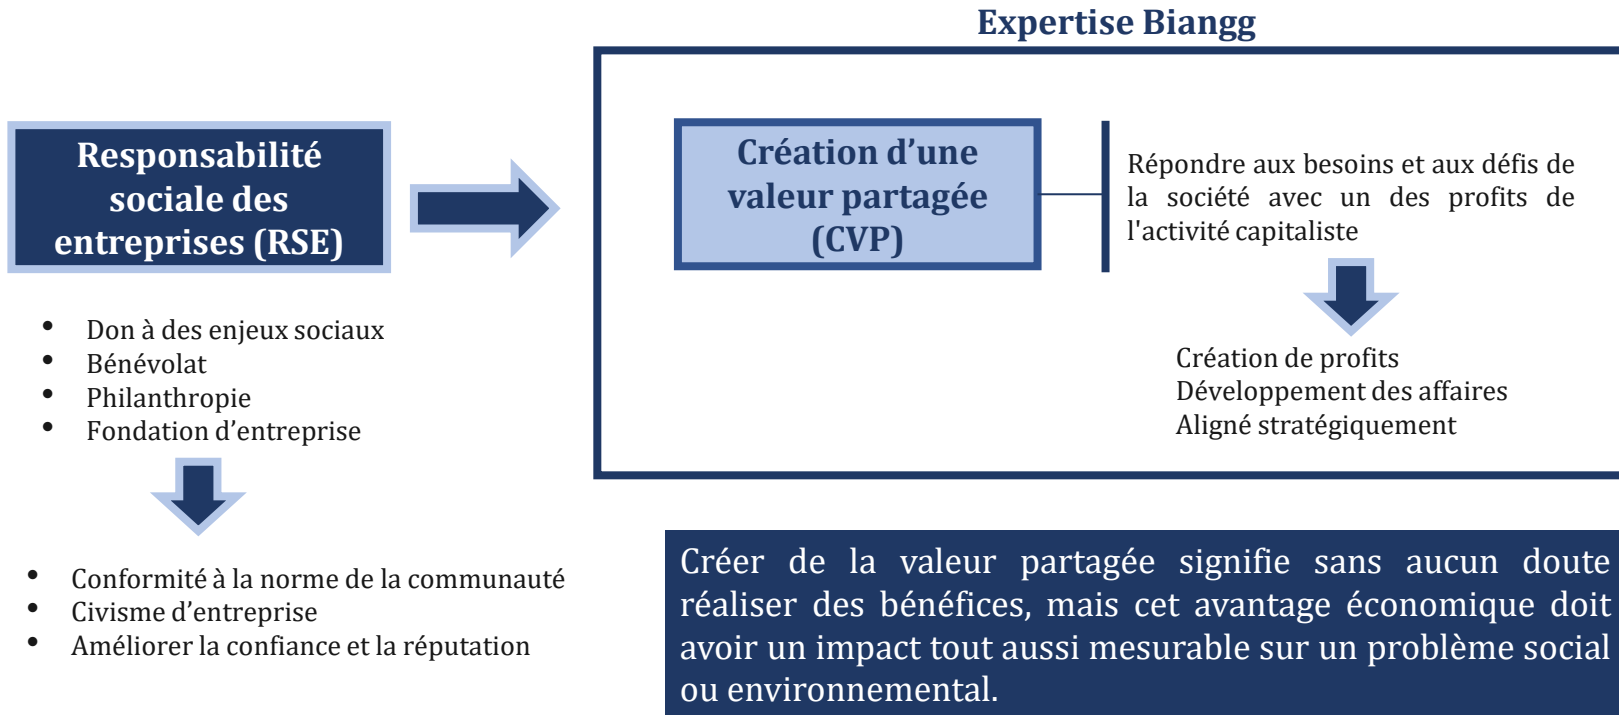 Expertise Biangg
Responsabilité
sociale des
entreprises (RSE)
• Don à des enjeux sociaux
• Bénévolat
• Philanthropie
• Fondation d’entreprise
• Conformité à la norme de la communauté
• Civisme d’entreprise
• Améliorer la confiance et la réputation
Création d’une
valeur partagée
(CVP)
Répondre aux besoins et aux défis de
la société avec un des profits de
l'activité capitaliste
Création de profits
Développement des affaires
Aligné stratégiquement
Créer de la valeur partagée signifie sans aucun doute
réaliser des bénéfices, mais cet avantage économique doit
avoir un impact tout aussi mesurable sur un problème social
ou environnemental.